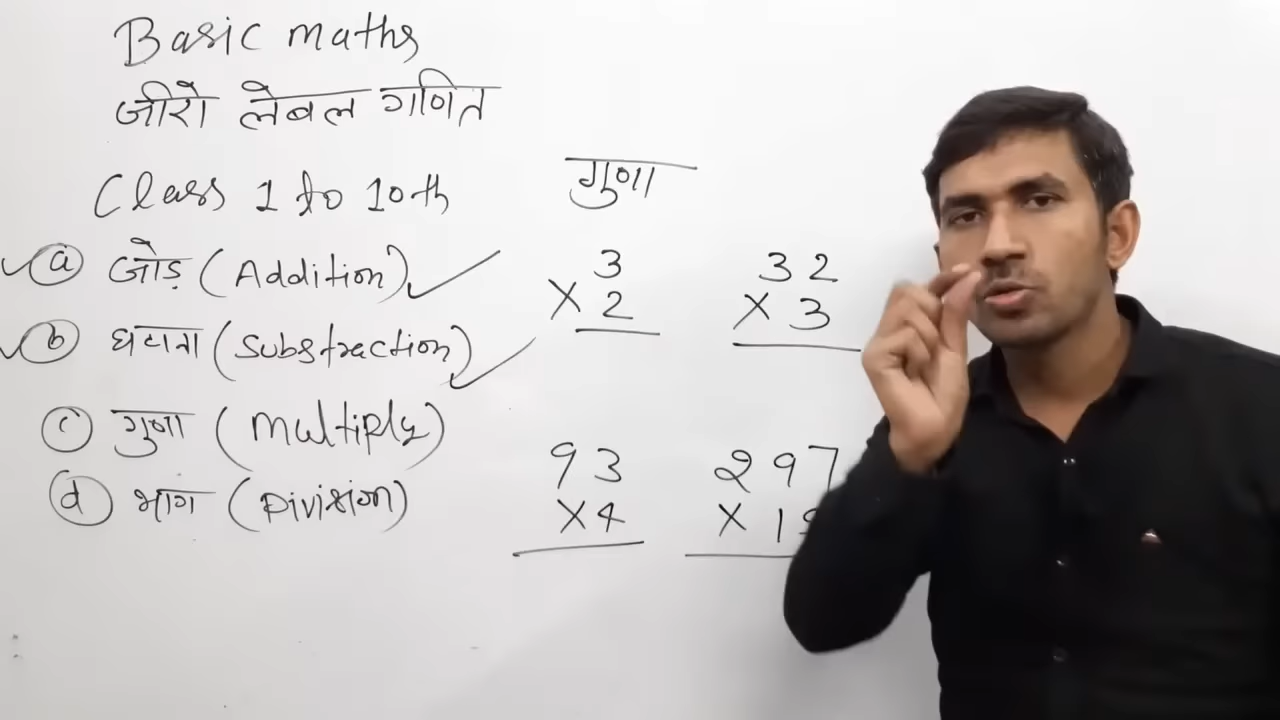 Basic maths
जीरो लेबल गणित
Class 1 to 10th
a जोड़ (Addition)
b घटाना (Substraction)
c गुणा (Multiply)
d भाग (Division)
गुणा
3
× 2
32
× 3
93
×4
297
×